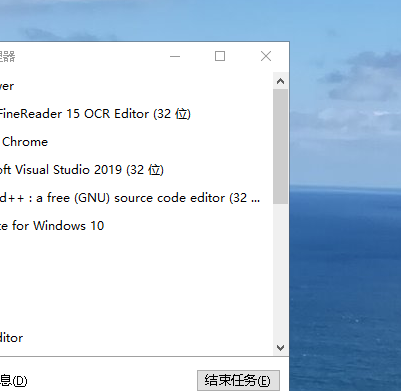 理器
ver
FineReader 15 OCR Editor (32 位)
Chrome
oft Visual Studio 2019 (32 位)
d++ : a free (GNU) source code editor (32 ...
te for Windows 10
ditor
息(D)
结束任务(E)